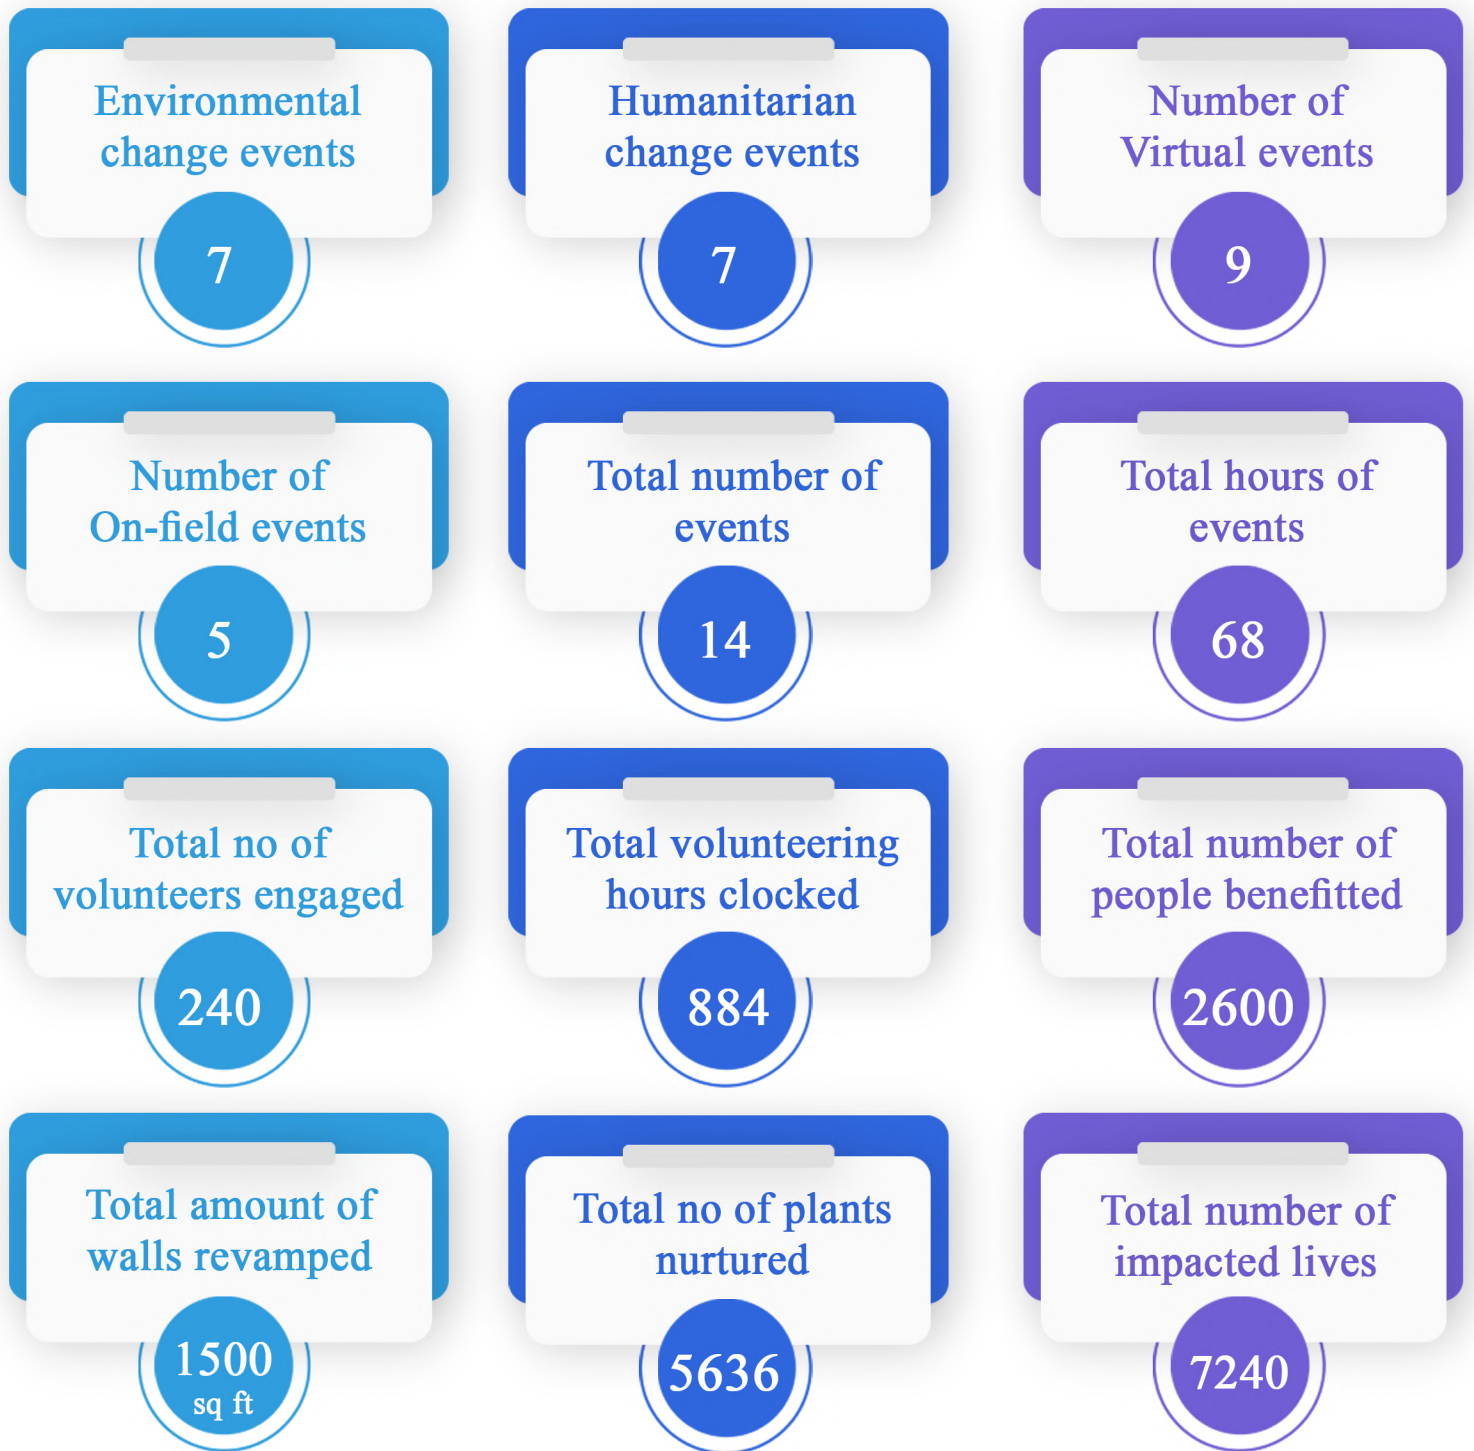 Environmental
change events
7
Humanitarian
change events
7
Number of
Virtual events
9
Number of
On-field events
5
Total number of
events
14
Total hours of
events
68
Total no of
volunteers engaged
240
Total volunteering
hours clocked
884
Total number of
people benefitted
2600
Total amount of
walls revamped
1500
sq ft
Total no of plants
nurtured
5636
Total number of
impacted lives
7240